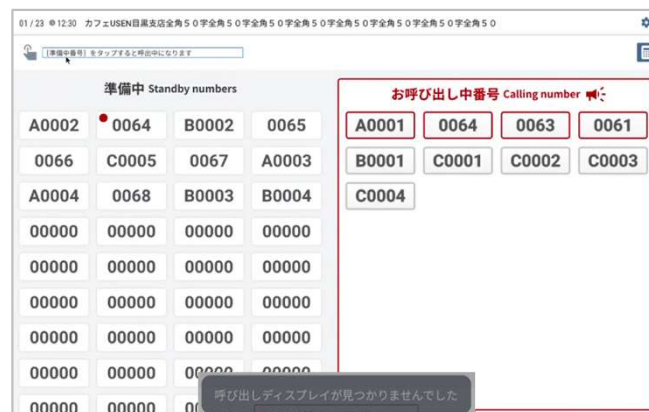 01 / 23 12:30 カフェUSEN目黒支店全角50字全角50字全角50字全角50字全角50字全角50字全角50
[準備中番号] をタップすると呼出中になります
準備中 Standby numbers
A0002 0064 B0002 0065
0066 C0005 0067 A0003
A0004 0068 B0003 B0004
00000 00000 00000 00000
00000 00000 00000 00000
00000 00000 00000 00000
00000 00000 00000 00000
00000 00000 00000 00000
00000 00000
お呼び出し中番号 Calling number
A0001 0064 0063 0061
B0001 C0001 C0002 C0003
C0004
呼び出しディスプレイが見つかりませんでした